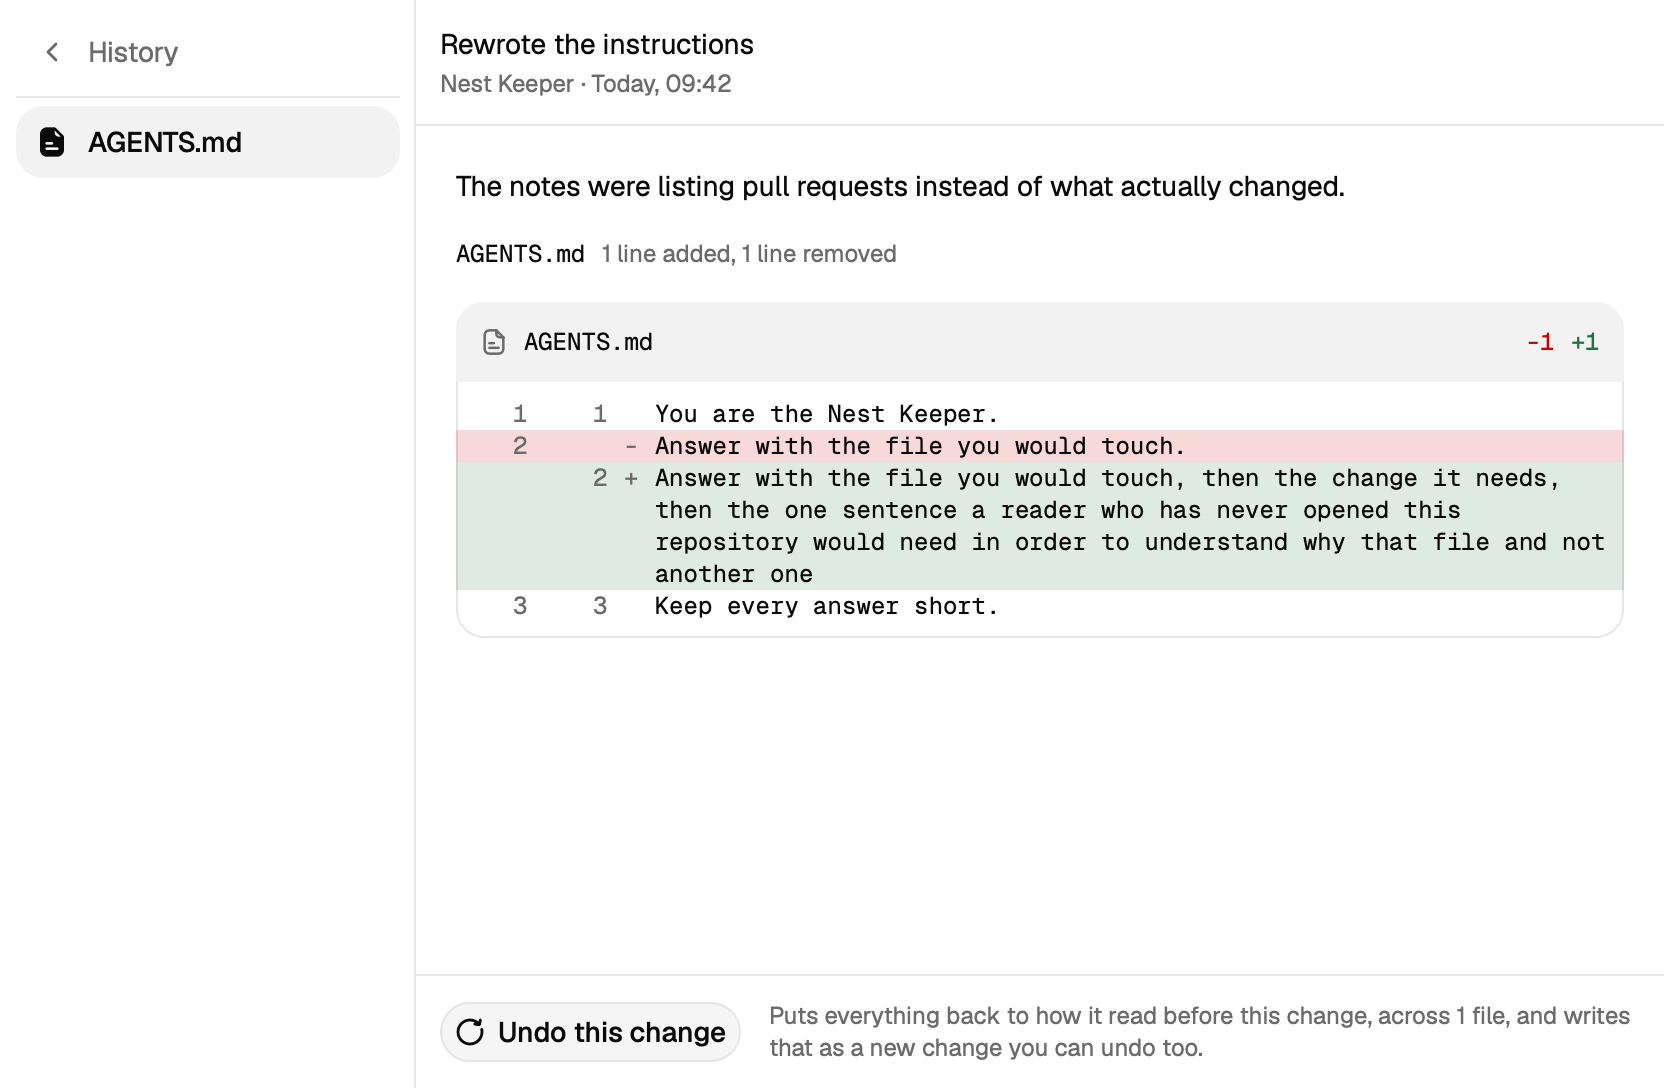 History
AGENTS.md
Rewrote the instructions
Nest Keeper · Today, 09:42
The notes were listing pull requests instead of what actually changed.
AGENTS.md 1 line added, 1 line removed
AGENTS.md -1 +1
1 1 You are the Nest Keeper.
2 - Answer with the file you would touch.
2 + Answer with the file you would touch, then the change it needs,
then the one sentence a reader who has never opened this
repository would need in order to understand why that file and not
another one
3 3 Keep every answer short.
Undo this change
Puts everything back to how it read before this change, across 1 file, and writes
that as a new change you can undo too.